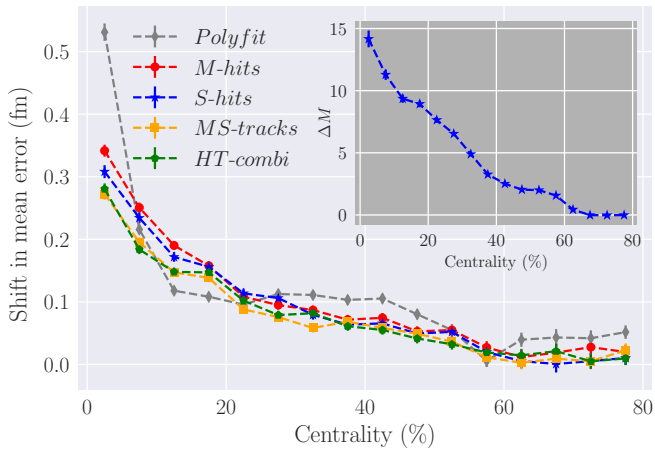 Shift in mean error (fm)
0.5
0.4
0.3
0.2
0.1
0.0
0
20
40
60
80
Centrality (%)
Polyfit
M-hits
S-hits
MS-tracks
HT-combi
ΔM
15
10
5
0
0
20
40
60
80
Centrality (%)